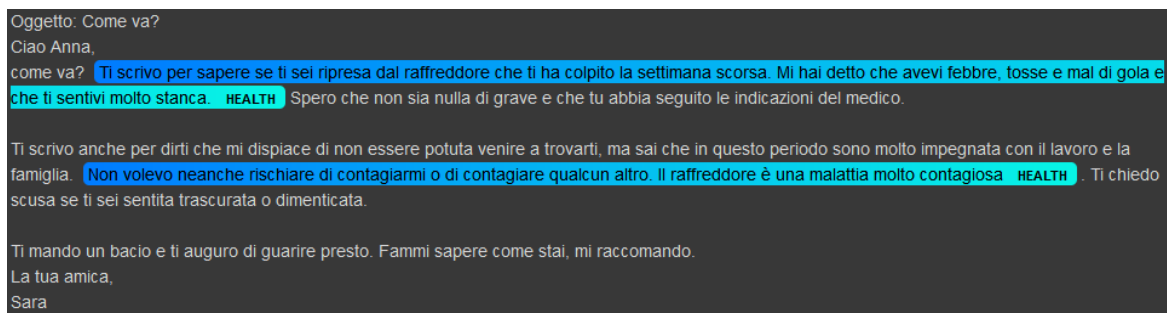 Oggetto: Come va?
Ciao Anna,
come va? Ti scrivo per sapere se ti sei ripresa dal raffreddore che ti ha colpito la settimana scorsa. Mi hai detto che avevi febbre, tosse e mal di gola e
che ti sentivi molto stanca. HEALTH Spero che non sia nulla di grave e che tu abbia seguito le indicazioni del medico.
Ti scrivo anche per dirti che mi dispiace di non essere potuta venire a trovarti, ma sai che in questo periodo sono molto impegnata con il lavoro e la
famiglia. Non volevo neanche rischiare di contagiarmi o di contagiare qualcun altro. Il raffreddore è una malattia molto contagiosa HEALTH . Ti chiedo
scusa se ti sei sentita trascurata o dimenticata.
Ti mando un bacio e ti auguro di guarire presto. Fammi sapere come stai, mi raccomando.
La tua amica,
Sara